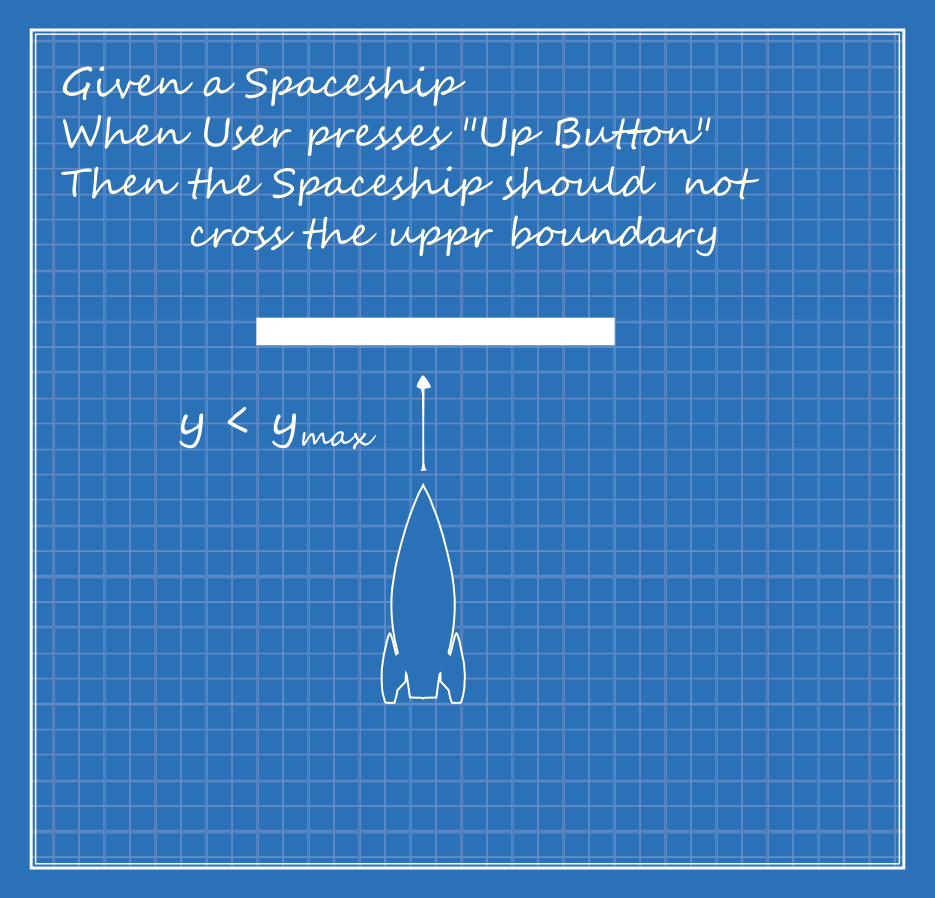 Given a Spaceship
When User presses "Up Button"
Then the Spaceship should not
cross the uppr boundary
y < ymax